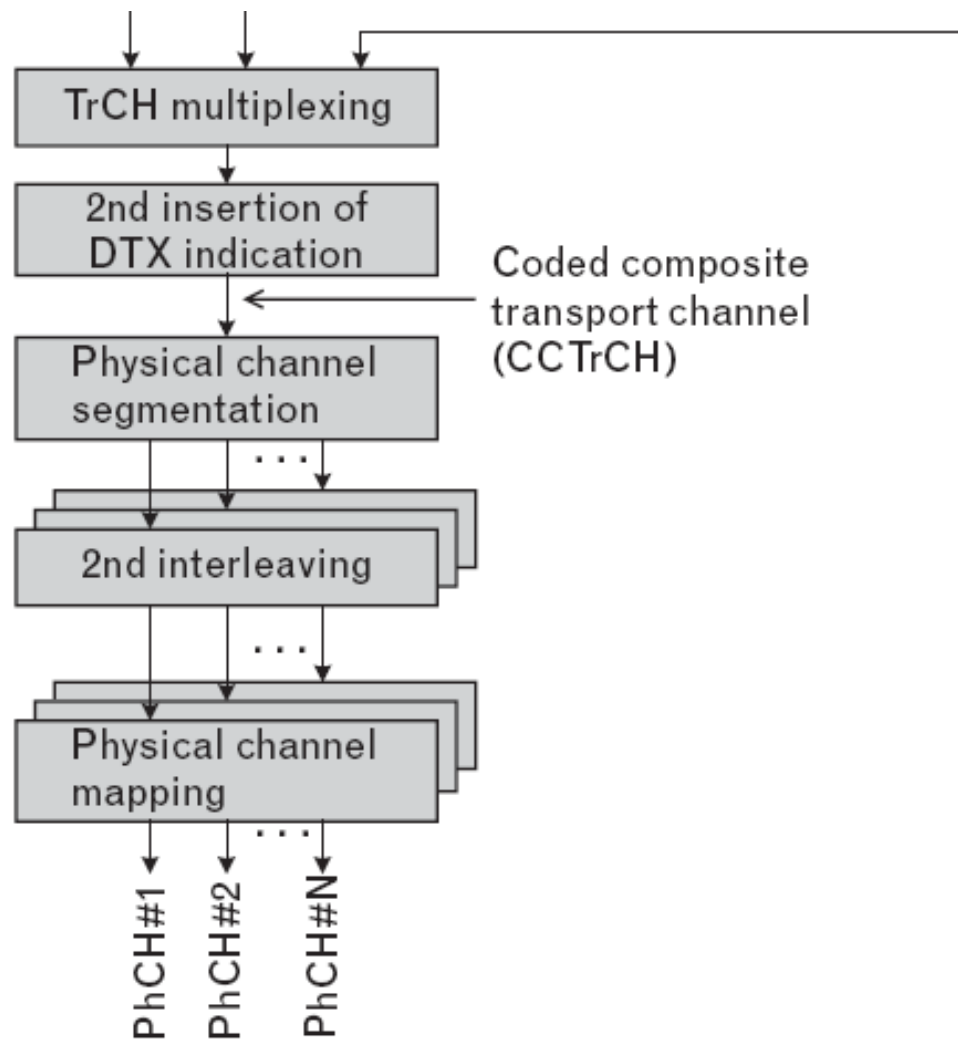 TrCH multiplexing
2nd insertion of
DTX indication
Coded composite
transport channel
(CCTrCH)
Physical channel
segmentation
...
2nd interleaving
...
Physical channel
mapping
...
PhCH#1
PhCH#2
PhCH#N